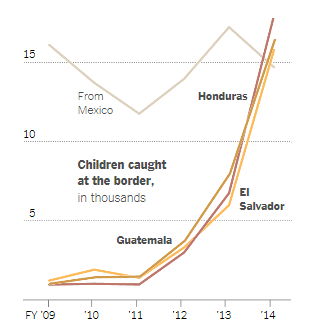 15
From
Mexico
Honduras
10
Children caught
at the border,
in thousands
El
Salvador
5
Guatemala
FY '09 '10 '11 '12 '13 '14